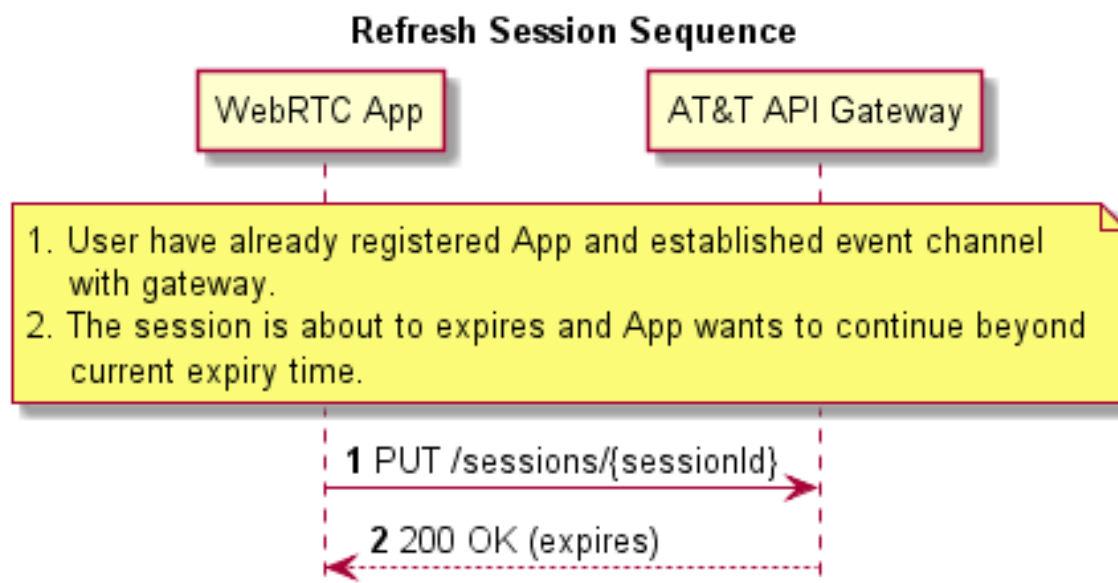 Refresh Session Sequence
WebRTC App
AT&T API Gateway
1. User have already registered App and established event channel
with gateway.
2. The session is about to expires and App wants to continue beyond
current expiry time.
1 PUT /sessions/{sessionId}
2 200 OK (expires)